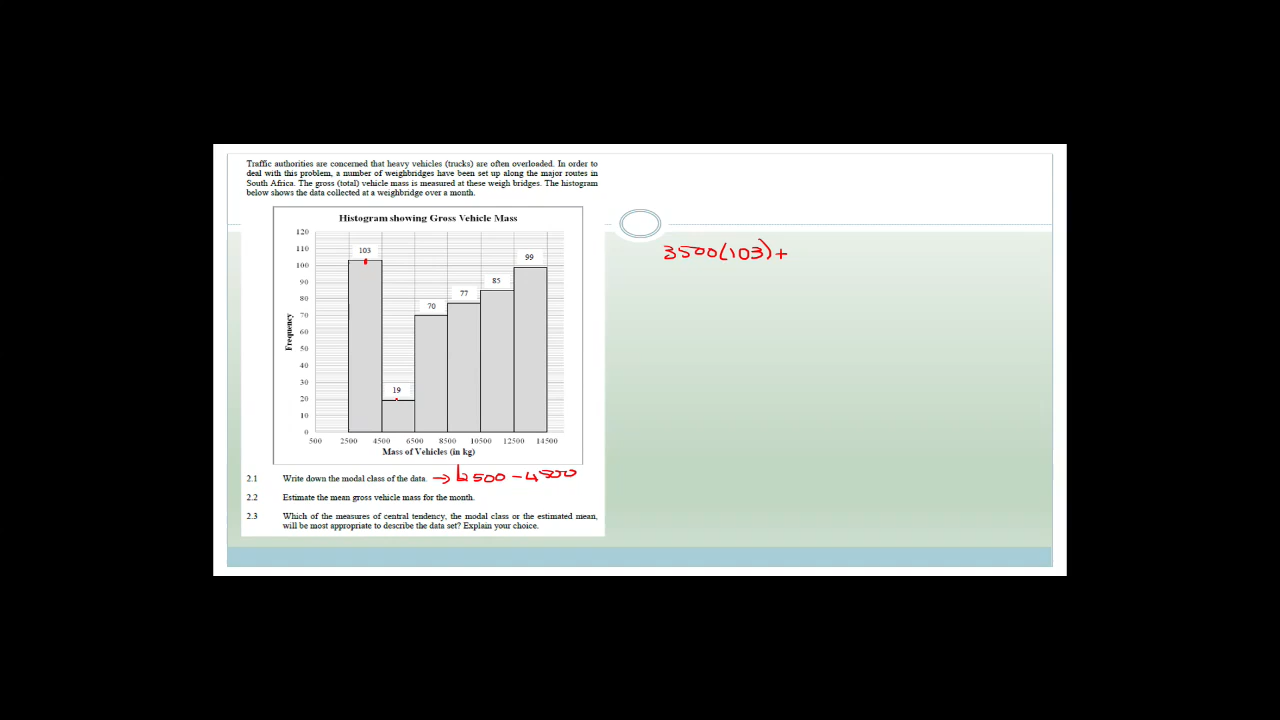 Traffic authorities are concerned that heavy vehicles (trucks) are often overloaded. In order to
deal with this problem, a number of weighbridges have been set up along the major routes in
South Africa. The gross (total) vehicle mass is measured at these weigh bridges. The histogram
below shows the data collected at a weighbridge over a month.
Histogram showing Gross Vehicle Mass
120
110
100
90
80
70
60
50
40
30
20
10
0
Frequency
103
19
70
77
85
99
500 2500 4500 6500 8500 10500 12500 14500
Mass of Vehicles (in kg)
2.1 Write down the modal class of the data. → 2500 - 4500
2.2 Estimate the mean gross vehicle mass for the month.
2.3 Which of the measures of central tendency, the modal class or the estimated mean,
will be most appropriate to describe the data set? Explain your choice.
3500(103)+